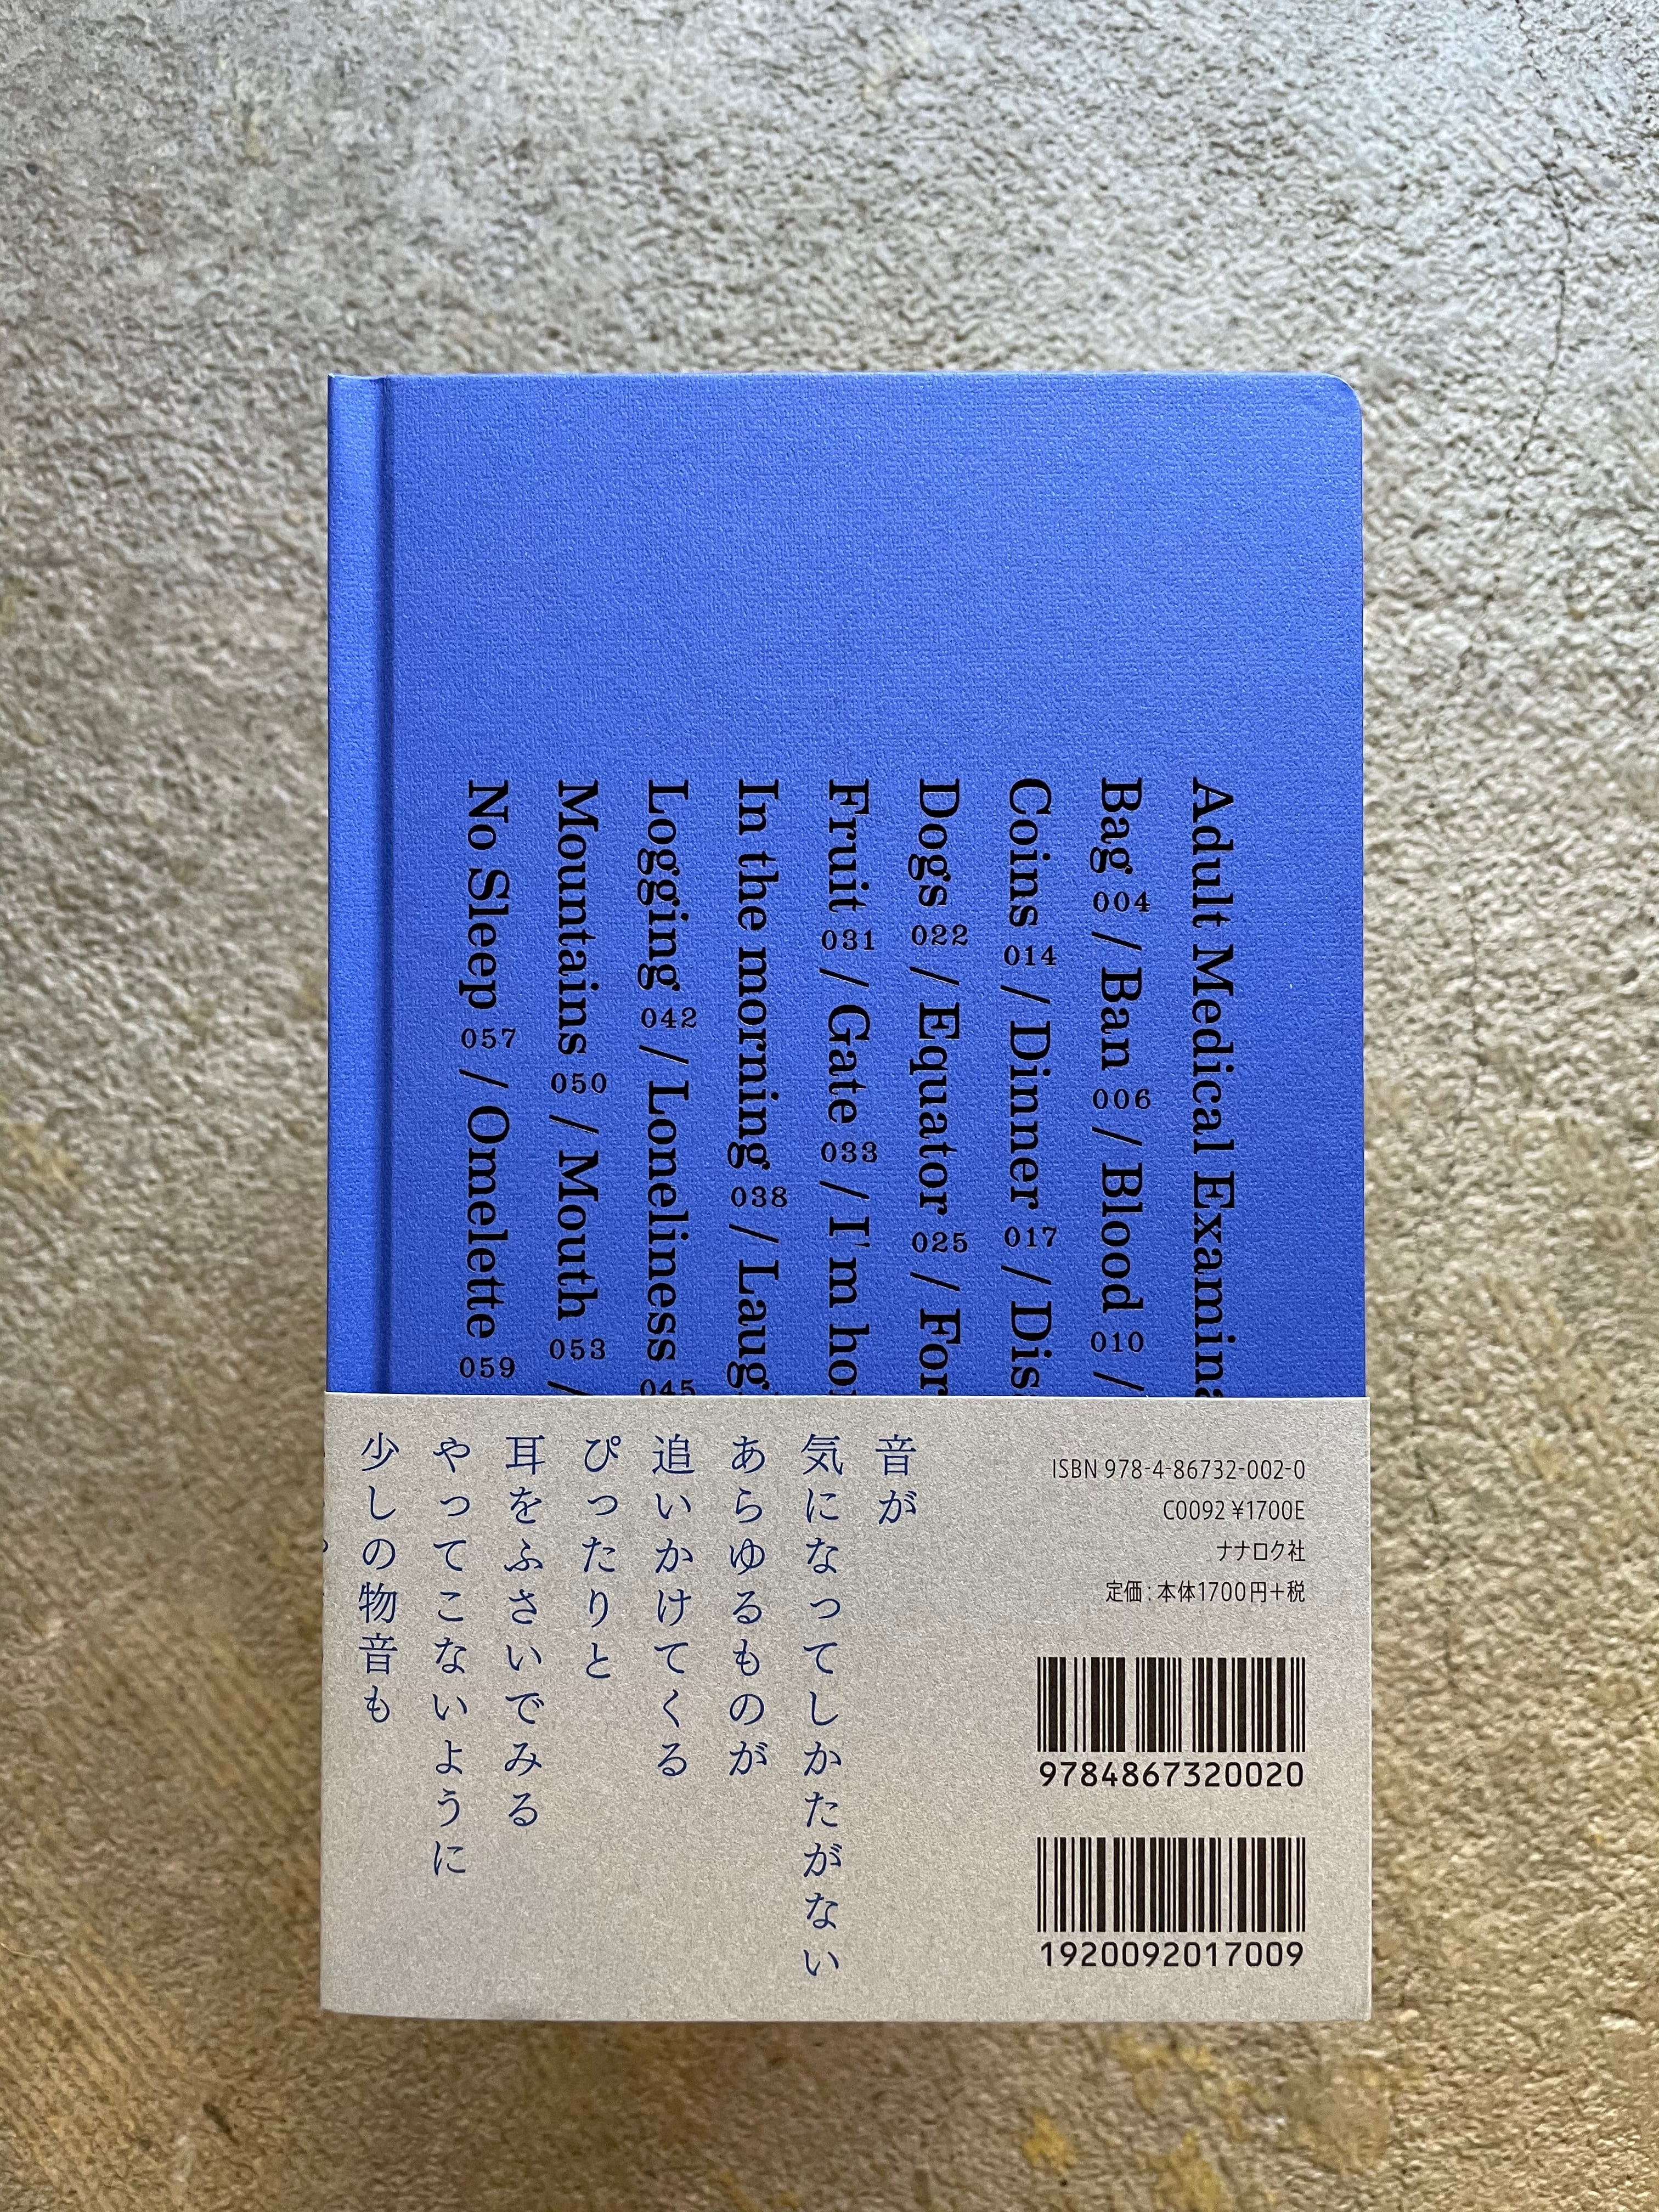 Adult Medical Examina
Bag 004 / Ban 006 / Blood 010 /
Coins 014 / Dinner 017 / Dis
Dogs 022 / Equator 025 / For
Fruit 031 / Gate 033 / I'm ho
In the morning 038 / Laug
Logging 042 / Loneliness 045
Mountains 050 / Mouth 053 /
No Sleep 057 / Omelette 059
ISBN 978-4-86732-002-0
C0092 ¥1700E
ナナロク社
定価：本体1700円＋税
9784867320020
1920092017009
音が
気になってしかたがない
あらゆるものが
追いかけてくる
ぴったりと
耳をふさいでみる
やってこないように
少しの物音も